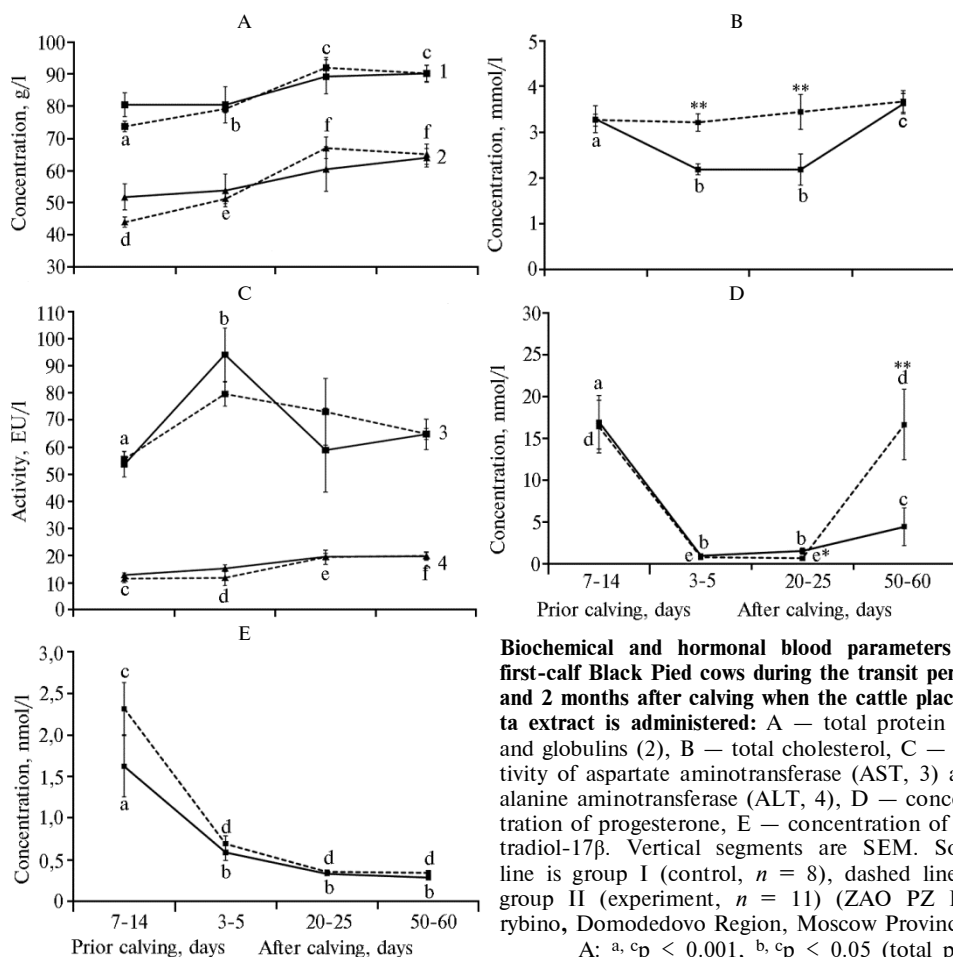 A
Concentration, g/l
100
90
80
70
60
50
40
30
a
b
c
c
1
d
e
f
f
2
B
Concentration, mmol/l
5
4
3
2
1
0
a
**
b
**
b
c
C
Activity, EU/l
110
100
90
80
70
60
50
40
30
20
10
0
a
b
3
c
d
e
f
4
D
Concentration, nmol/l
30
25
20
15
10
5
0
a
d
e
b
b
e*
**
d
c
7-14
3-5
20-25
50-60
Prior calving, days
After calving, days
E
Concentration, nmol/l
3,0
2,5
2,0
1,5
1,0
0,5
0
c
a
d
b
d
b
d
b
7-14
3-5
20-25
50-60
Prior calving, days
After calving, days
Biochemical and hormonal blood parameters
first-calf Black Pied cows during the transit per
and 2 months after calving when the cattle plac
ta extract is administered: A — total protein
and globulins (2), B — total cholesterol, C —
tivity of aspartate aminotransferase (AST, 3) a
alanine aminotransferase (ALT, 4), D — conce
tration of progesterone, E — concentration of
tradiol-17β. Vertical segments are SEM. So
line is group I (control, n = 8), dashed line
group II (experiment, n = 11) (ZAO PZ
rybino, Domodedovo Region, Moscow Provinc
A: a, cp < 0.001, b, cp < 0.05 (total p